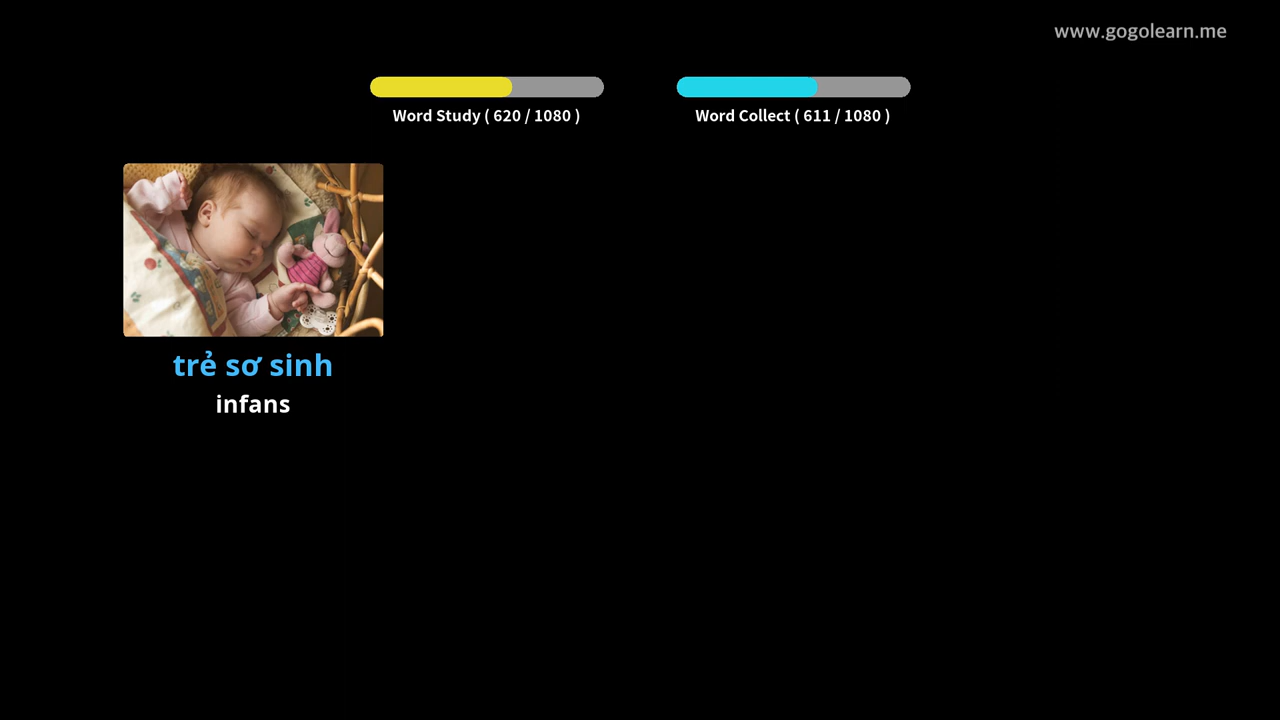 www.gogolearn.me
Word Study ( 620 / 1080 )
Word Collect ( 611 / 1080 )
trẻ sơ sinh
infans